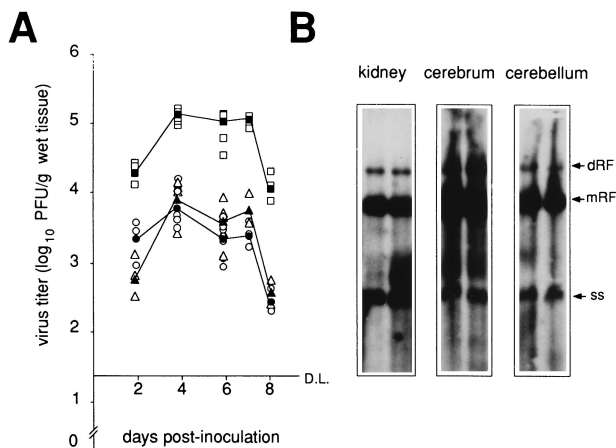 A
virus titer (log10 PFU/g wet tissue)
6
5
4
3
2
1
0
2
4
6
8
D.L.
days post-inoculation
B
kidney cerebrum cerebellum
dRF
mRF
ss